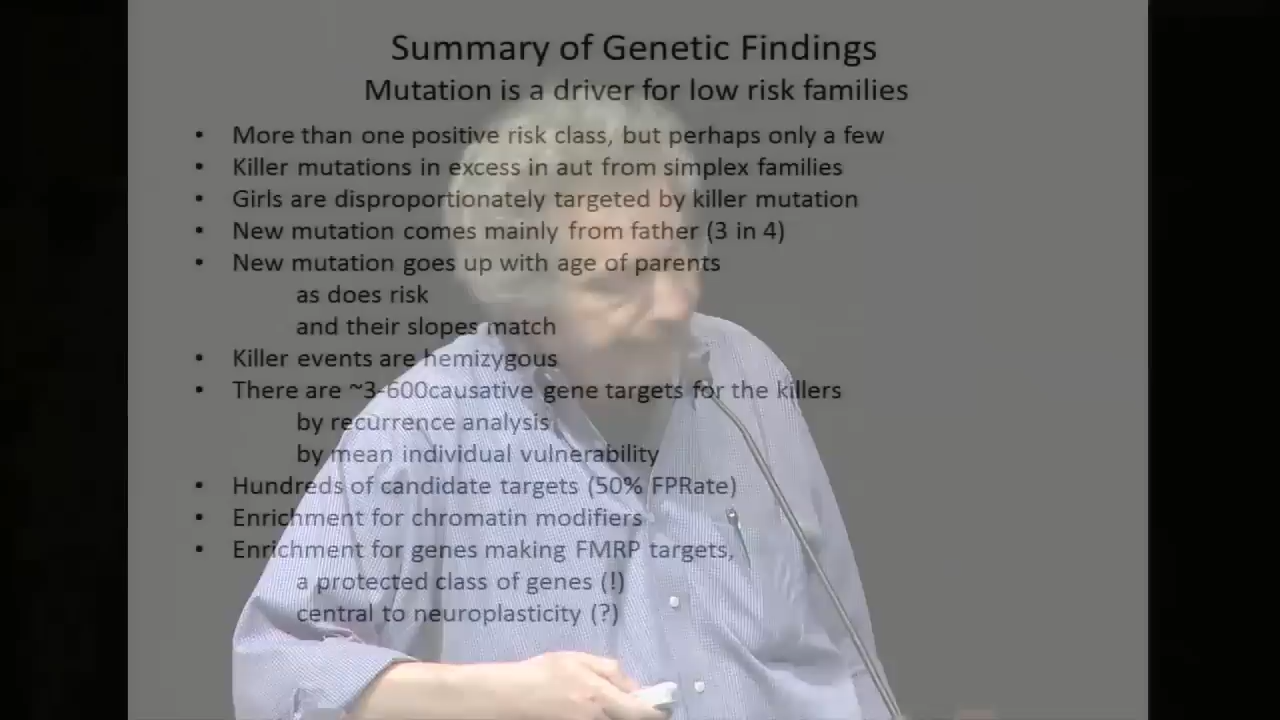 Summary of Genetic Findings
Mutation is a driver for low risk families
• More than one positive risk class, but perhaps only a few
• Killer mutations in excess in aut from simplex families
• Girls are disproportionately targeted by killer mutation
• New mutation comes mainly from father (3 in 4)
• New mutation goes up with age of parents
as does risk
and their slopes match
• Killer events are hemizygous
• There are ~3-600causative gene targets for the killers
by recurrence analysis
by mean individual vulnerability
• Hundreds of candidate targets (50% FPRate)
• Enrichment for chromatin modifiers
• Enrichment for genes making FMRP targets,
a protected class of genes (!)
central to neuroplasticity (?)